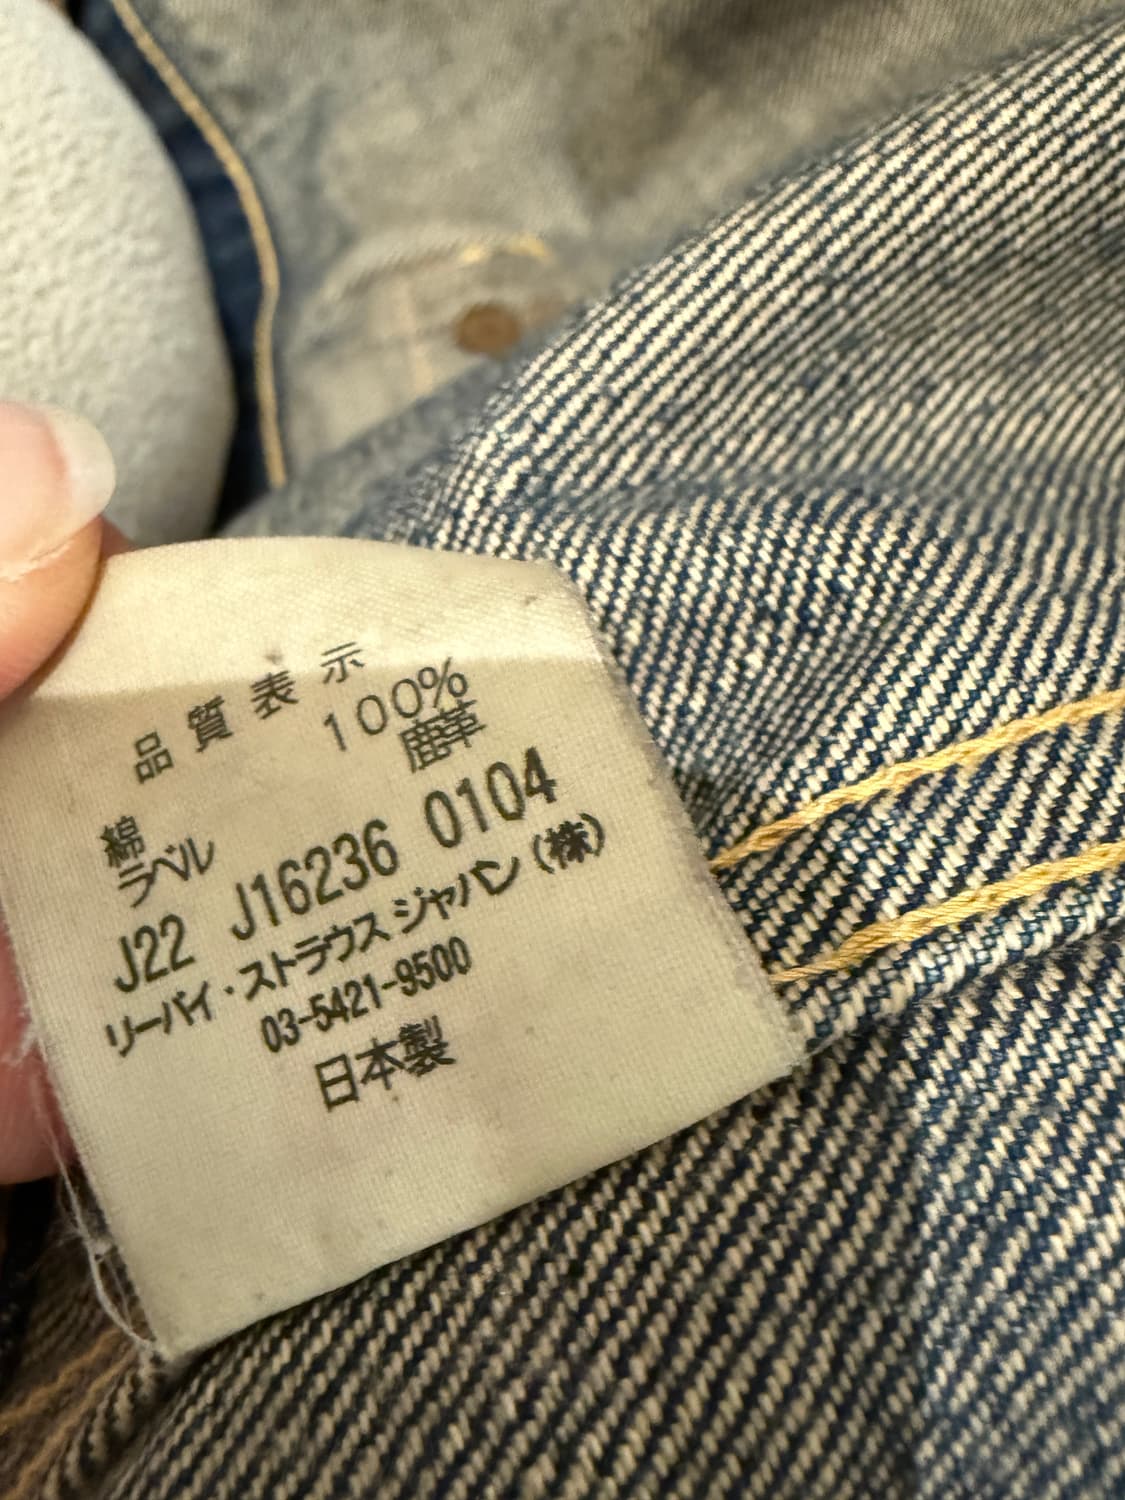 品質表示
綿 100%
ラベル 鹿革
J22 J16236 0104
リーバイ・ストラウス ジャパン(株)
03-5421-9500
日本製